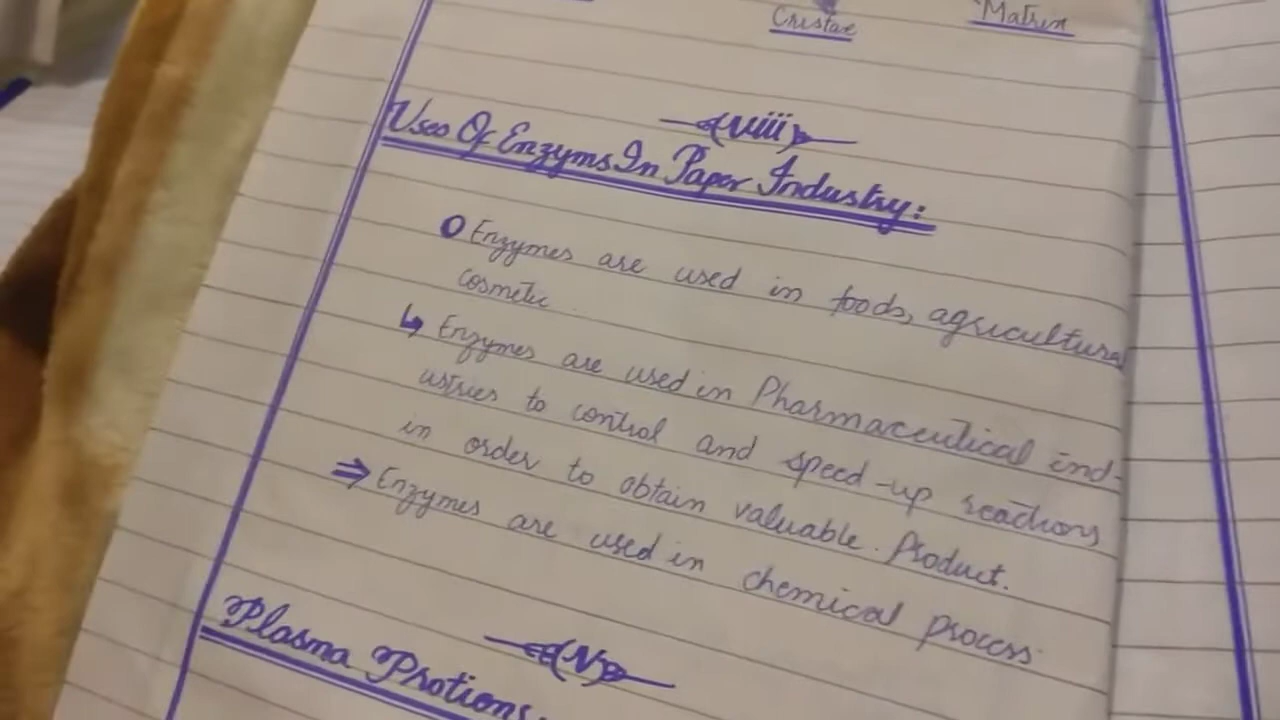 Cristae Matrix
(viii)
Uses Of Enzyms In Paper Industry:
Enzymes are used in foods, agricultural
cosmetic
↳ Enzymes are used in Pharmaceutical ind-
ustries to control and speed-up reactions
in order to obtain valuable. Product.
⇒ Enzymes are used in chemical process.
Plasma Protions: